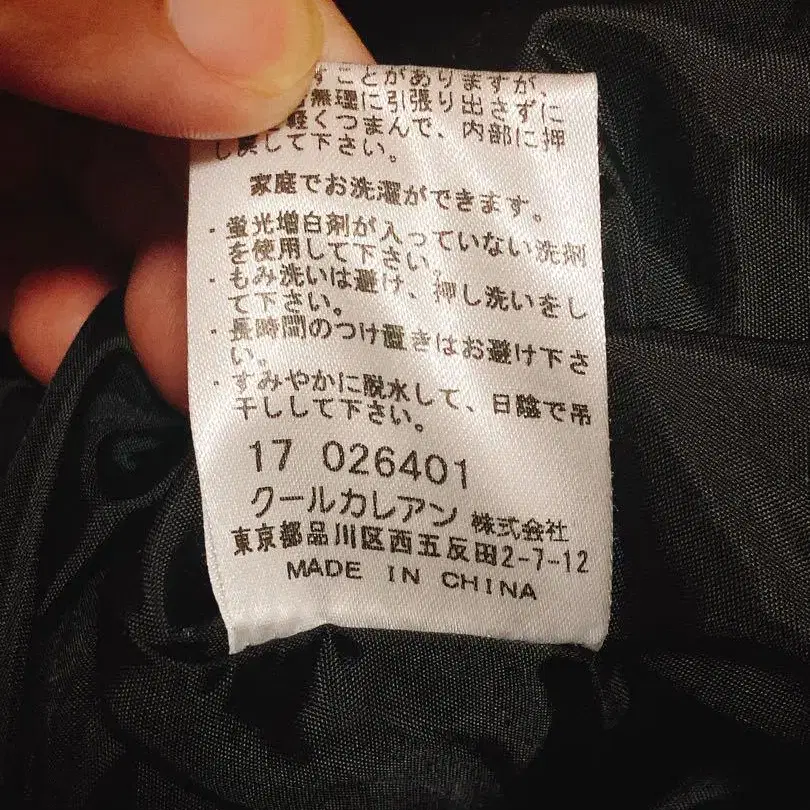 すことがありますが、
無理に引張り出さずに
軽くつまんで、内部に押
し戻して下さい。
家庭でお洗濯ができます。
・蛍光増白剤が入っていない洗剤
を使用して下さい。
・もみ洗いは避け、押し洗いをし
て下さい。
・長時間のつけ置きはお避け下さ
い。
・すみやかに脱水して、日陰で吊
干しして下さい。
17 026401
クールカレアン 株式会社
東京都品川区西五反田2-7-12
MADE IN CHINA